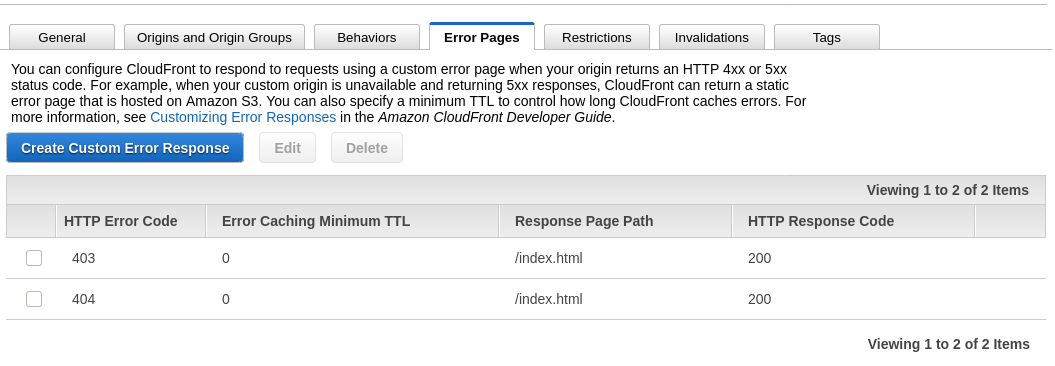 General Origins and Origin Groups Behaviors Error Pages Restrictions Invalidations Tags
You can configure CloudFront to respond to requests using a custom error page when your origin returns an HTTP 4xx or 5xx
status code. For example, when your custom origin is unavailable and returning 5xx responses, CloudFront can return a static
error page that is hosted on Amazon S3. You can also specify a minimum TTL to control how long CloudFront caches errors. For
more information, see Customizing Error Responses in the Amazon CloudFront Developer Guide.
Create Custom Error Response Edit Delete
Viewing 1 to 2 of 2 Items
HTTP Error Code Error Caching Minimum TTL Response Page Path HTTP Response Code
403 0 /index.html 200
404 0 /index.html 200
Viewing 1 to 2 of 2 Items